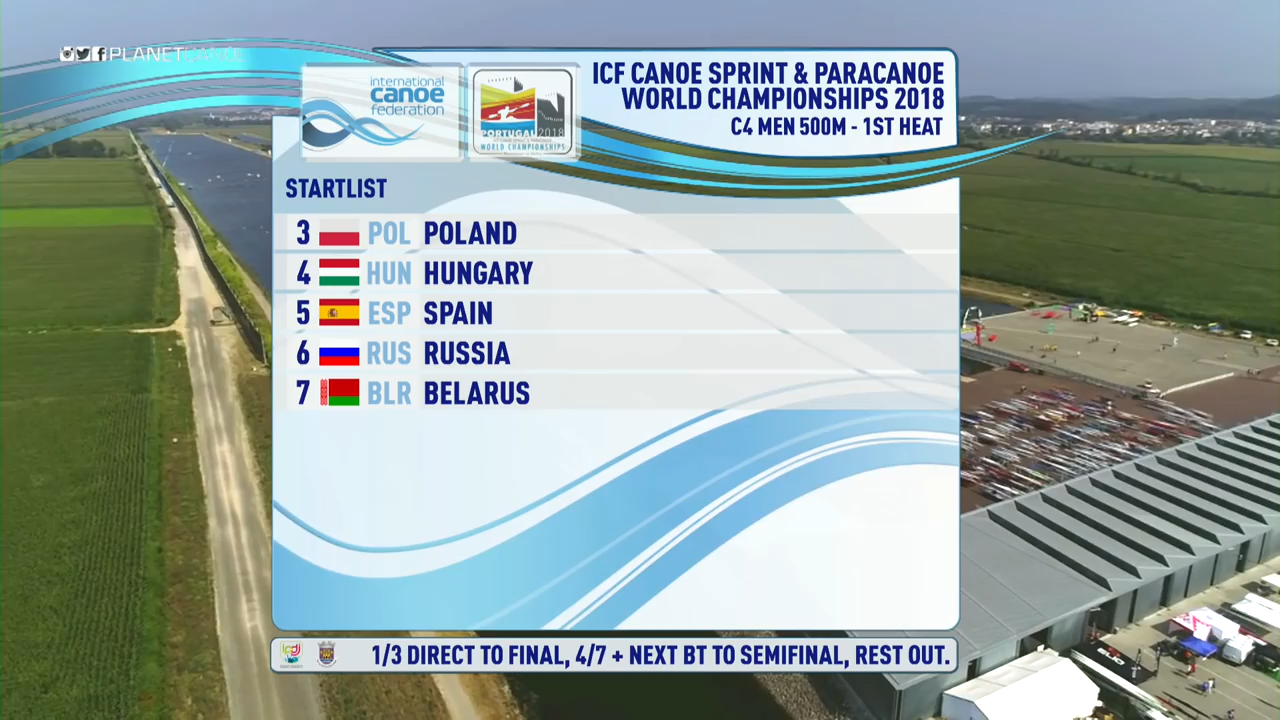 PLANETCANOE
international
canoe
federation
PORTUGAL 2018
WORLD CHAMPIONSHIPS
ICF CANOE SPRINT & PARACANOE
WORLD CHAMPIONSHIPS 2018
C4 MEN 500M - 1ST HEAT
STARTLIST
3 POL POLAND
4 HUN HUNGARY
5 ESP SPAIN
6 RUS RUSSIA
7 BLR BELARUS
1/3 DIRECT TO FINAL, 4/7 + NEXT BT TO SEMIFINAL, REST OUT.